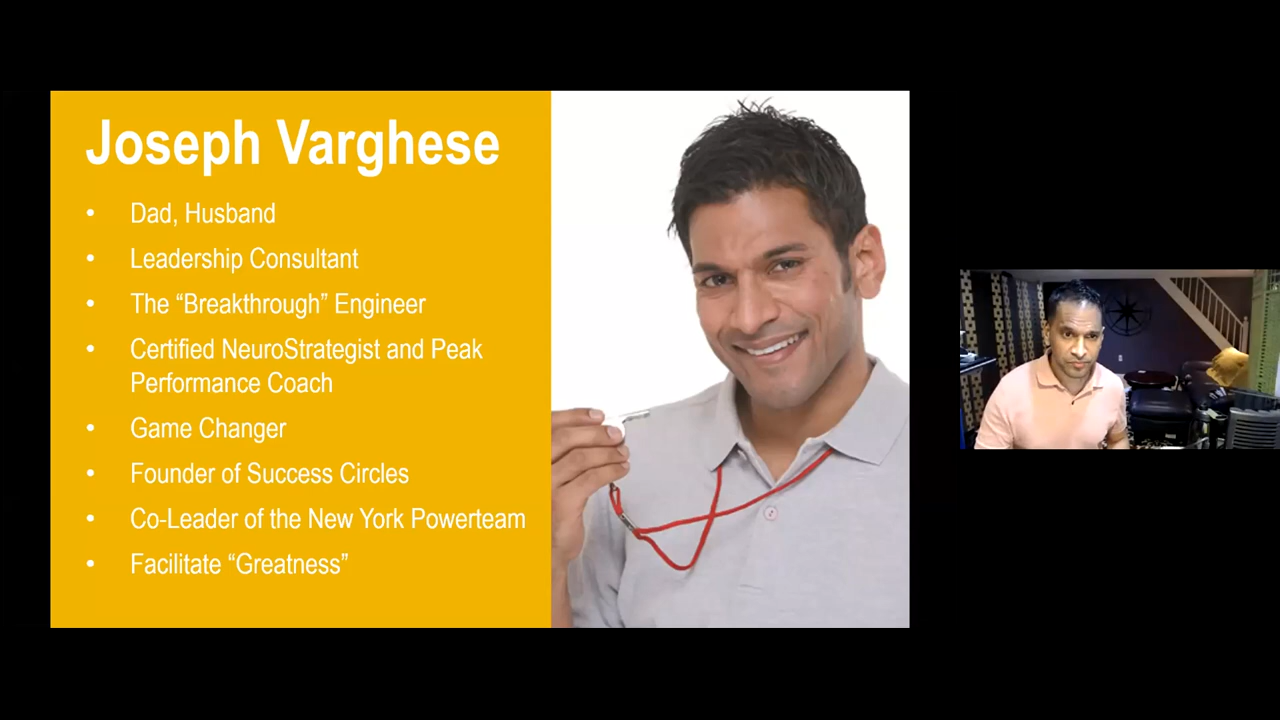 Joseph Varghese
• Dad, Husband
• Leadership Consultant
• The “Breakthrough” Engineer
• Certified NeuroStrategist and Peak
Performance Coach
• Game Changer
• Founder of Success Circles
• Co-Leader of the New York Powerteam
• Facilitate “Greatness”